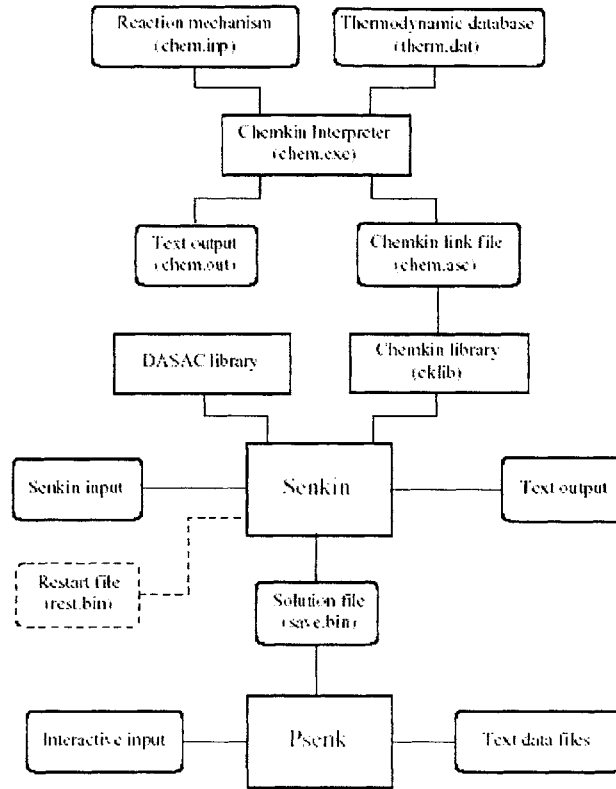 Reaction mechanism
(chem.inp)
Thermodynamic database
(therm.dat)
Chemkin Interpreter
(chem.exe)
Text output
(chem.out)
Chemkin link file
(chem.asc)
DASAC library
Chemkin library
(cklib)
Senkin input
Senkin
Text output
Restart file
(rest.bin)
Solution file
(save.bin)
Interactive input
Psenk
Text data files